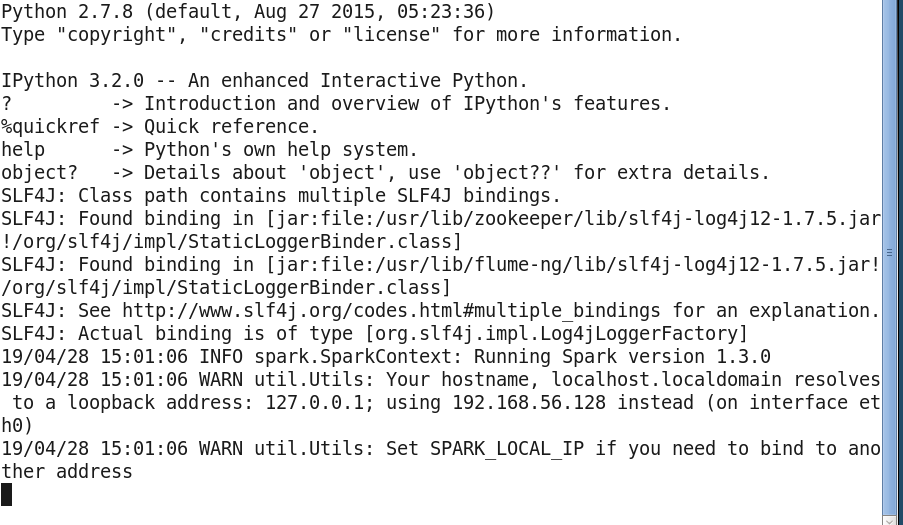 Python 2.7.8 (default, Aug 27 2015, 05:23:36)
Type "copyright", "credits" or "license" for more information.

IPython 3.2.0 -- An enhanced Interactive Python.
?         -> Introduction and overview of IPython's features.
%quickref -> Quick reference.
help      -> Python's own help system.
object?   -> Details about 'object', use 'object??' for extra details.
SLF4J: Class path contains multiple SLF4J bindings.
SLF4J: Found binding in [jar:file:/usr/lib/zookeeper/lib/slf4j-log4j12-1.7.5.jar
!/org/slf4j/impl/StaticLoggerBinder.class]
SLF4J: Found binding in [jar:file:/usr/lib/flume-ng/lib/slf4j-log4j12-1.7.5.jar!
/org/slf4j/impl/StaticLoggerBinder.class]
SLF4J: See http://www.slf4j.org/codes.html#multiple_bindings for an explanation.
SLF4J: Actual binding is of type [org.slf4j.impl.Log4jLoggerFactory]
19/04/28 15:01:06 INFO spark.SparkContext: Running Spark version 1.3.0
19/04/28 15:01:06 WARN util.Utils: Your hostname, localhost.localdomain resolves
 to a loopback address: 127.0.0.1; using 192.168.56.128 instead (on interface et
h0)
19/04/28 15:01:06 WARN util.Utils: Set SPARK_LOCAL_IP if you need to bind to ano
ther address